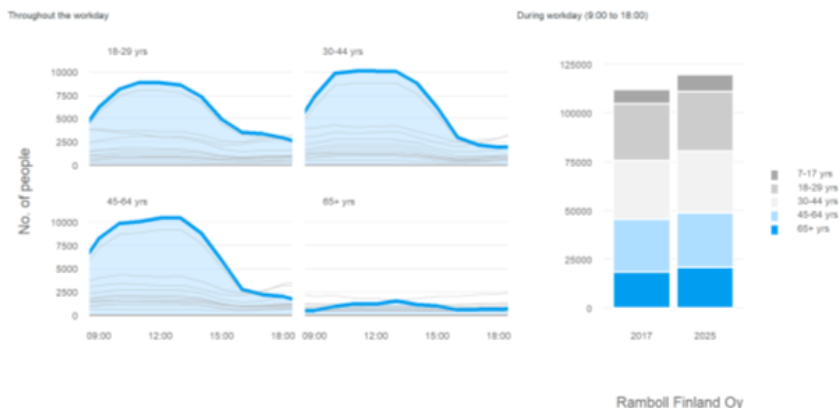 Throughout the workday
During workday (9:00 to 18:00)
18-29 yrs
30-44 yrs
10000
7500
5000
2500
0
45-64 yrs
65+ yrs
10000
7500
5000
2500
0
09:00 12:00 15:00 18:00 09:00 12:00 15:00 18:00
No. of people
125000
100000
75000
50000
25000
0
2017 2025
7-17 yrs
18-29 yrs
30-44 yrs
45-64 yrs
65+ yrs
Ramboll Finland Oy